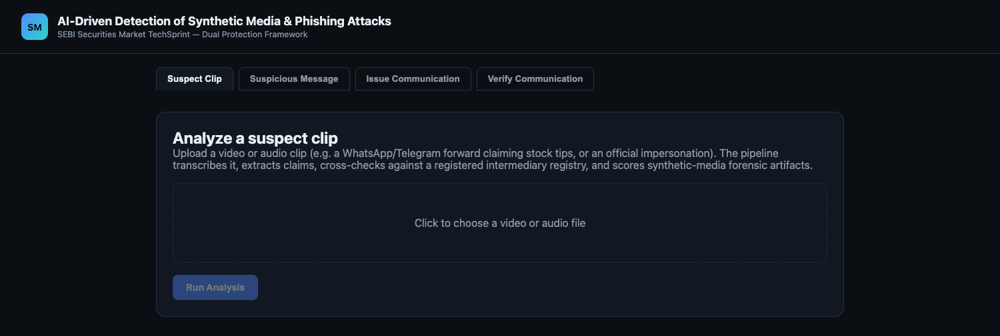 SM
AI-Driven Detection of Synthetic Media & Phishing Attacks
SEBI Securities Market TechSprint — Dual Protection Framework
Suspect Clip
Suspicious Message
Issue Communication
Verify Communication
Analyze a suspect clip
Upload a video or audio clip (e.g. a WhatsApp/Telegram forward claiming stock tips, or an official impersonation). The pipeline
transcribes it, extracts claims, cross-checks against a registered intermediary registry, and scores synthetic-media forensic artifacts.
Click to choose a video or audio file
Run Analysis